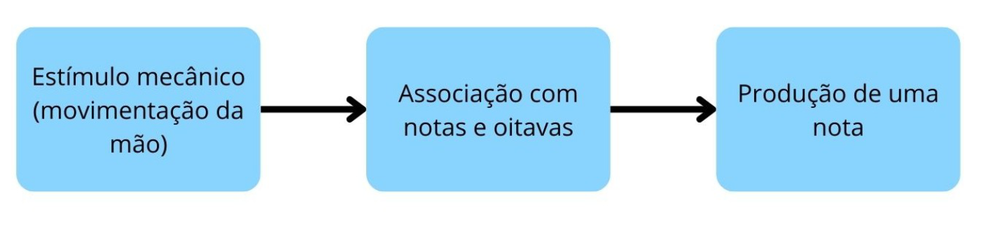 Estímulo mecânico
(movimentação da
mão)
Associação com
notas e oitavas
Produção de uma
nota